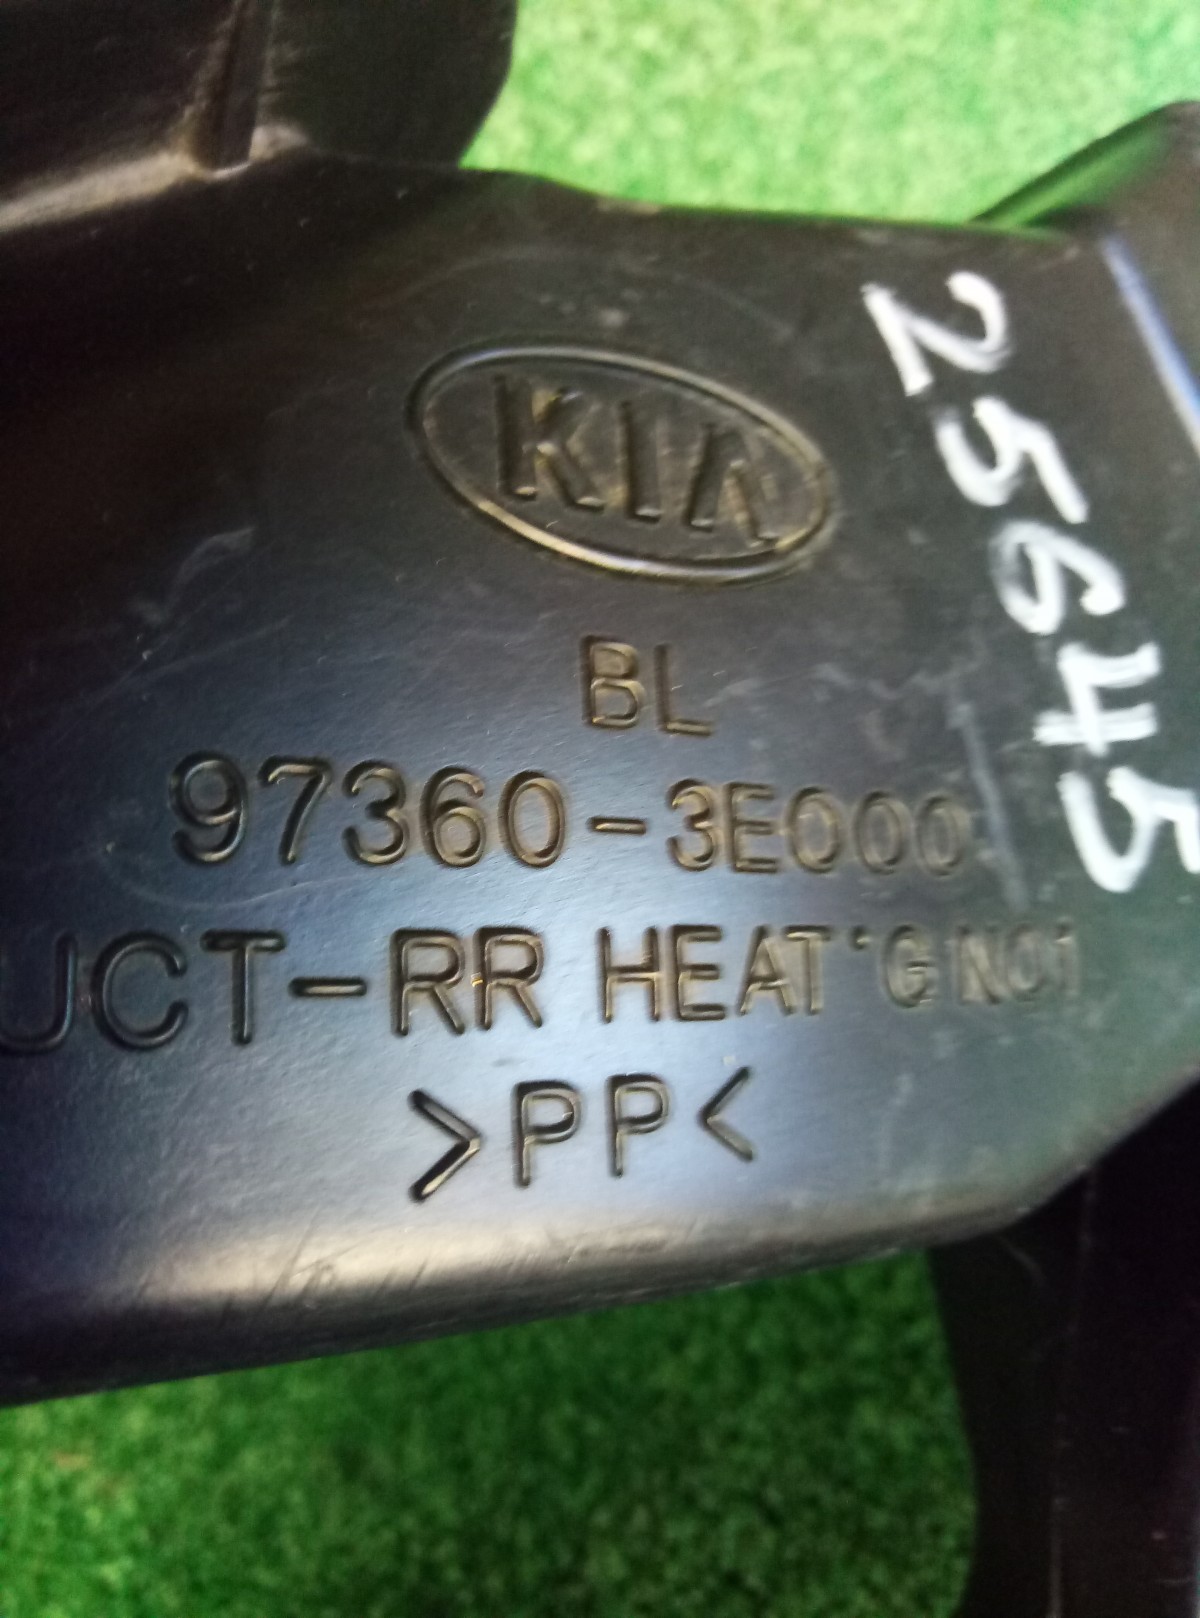 KIA
BL
97360-3E000
UCT-RR HEAT'G NO1
>PP<
25645